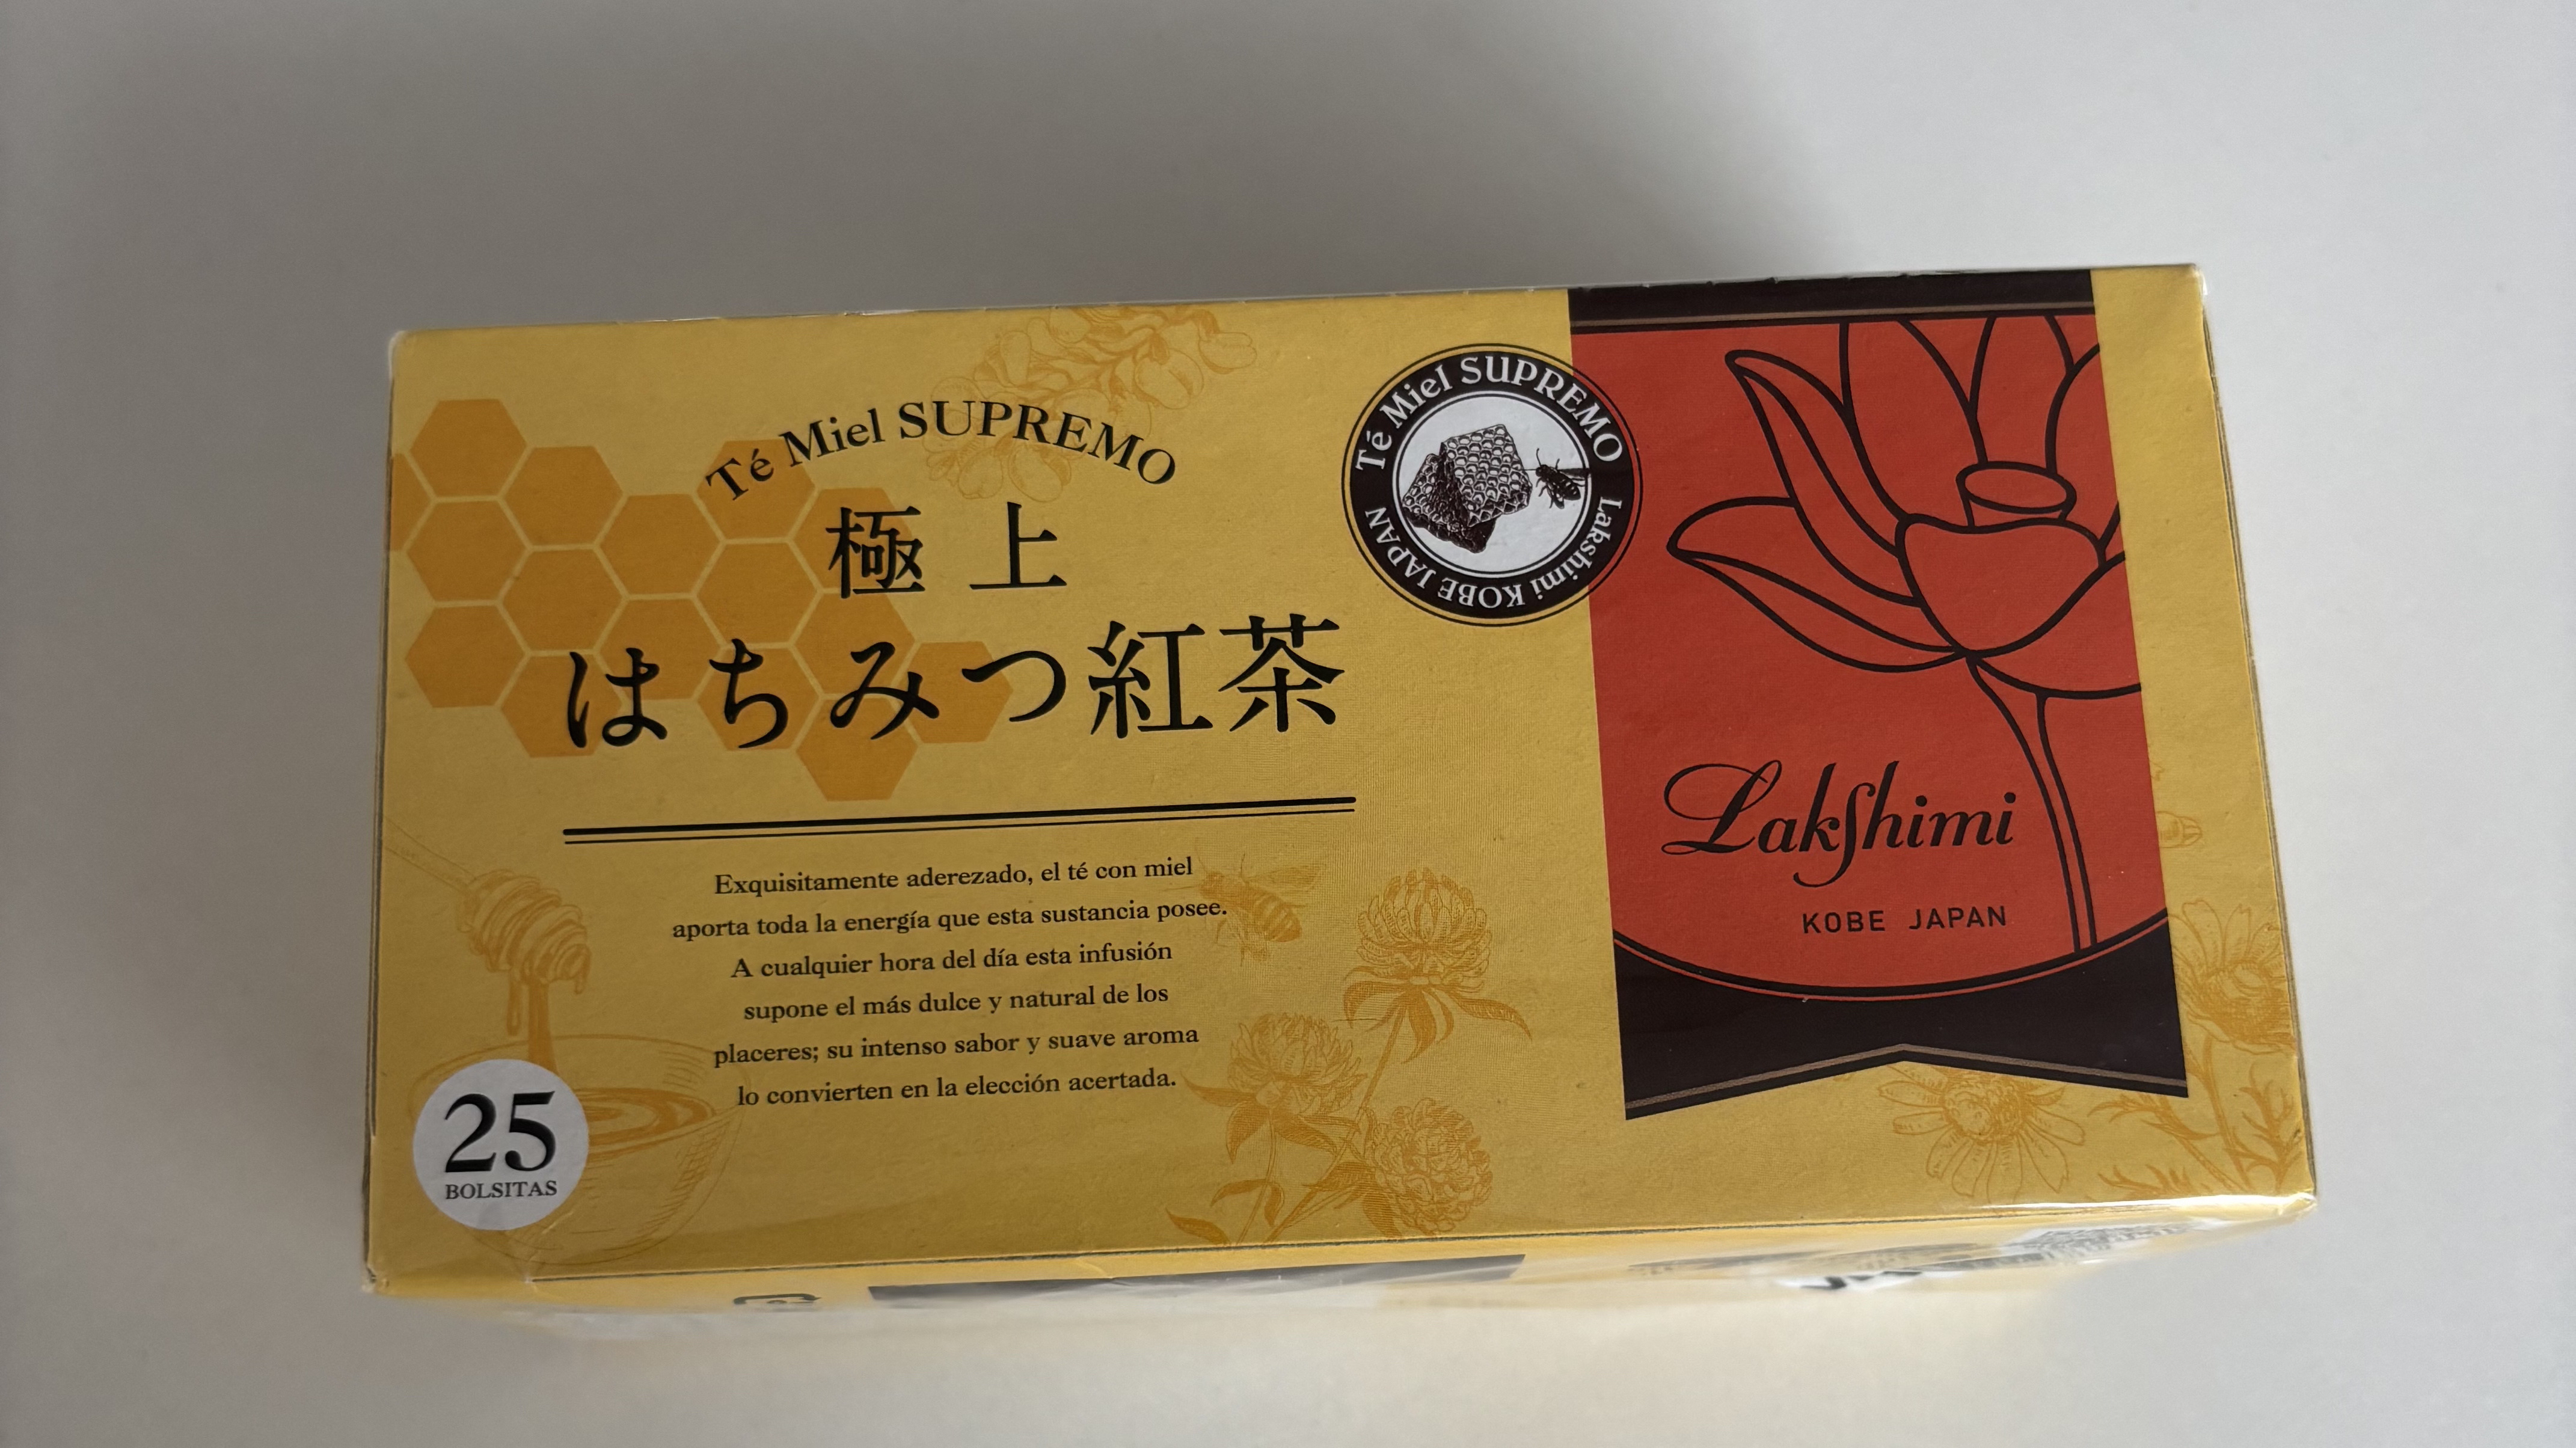 Té Miel SUPREMO
極上
はちみつ紅茶
Exquisitamente aderezado, el té con miel
aporta toda la energía que esta sustancia posee.
A cualquier hora del día esta infusión
supone el más dulce y natural de los
placeres; su intenso sabor y suave aroma
lo convierten en la elección acertada.
25
BOLSITAS
Té Miel SUPREMO Lakshimi KOBE JAPAN
Lakshimi
KOBE JAPAN